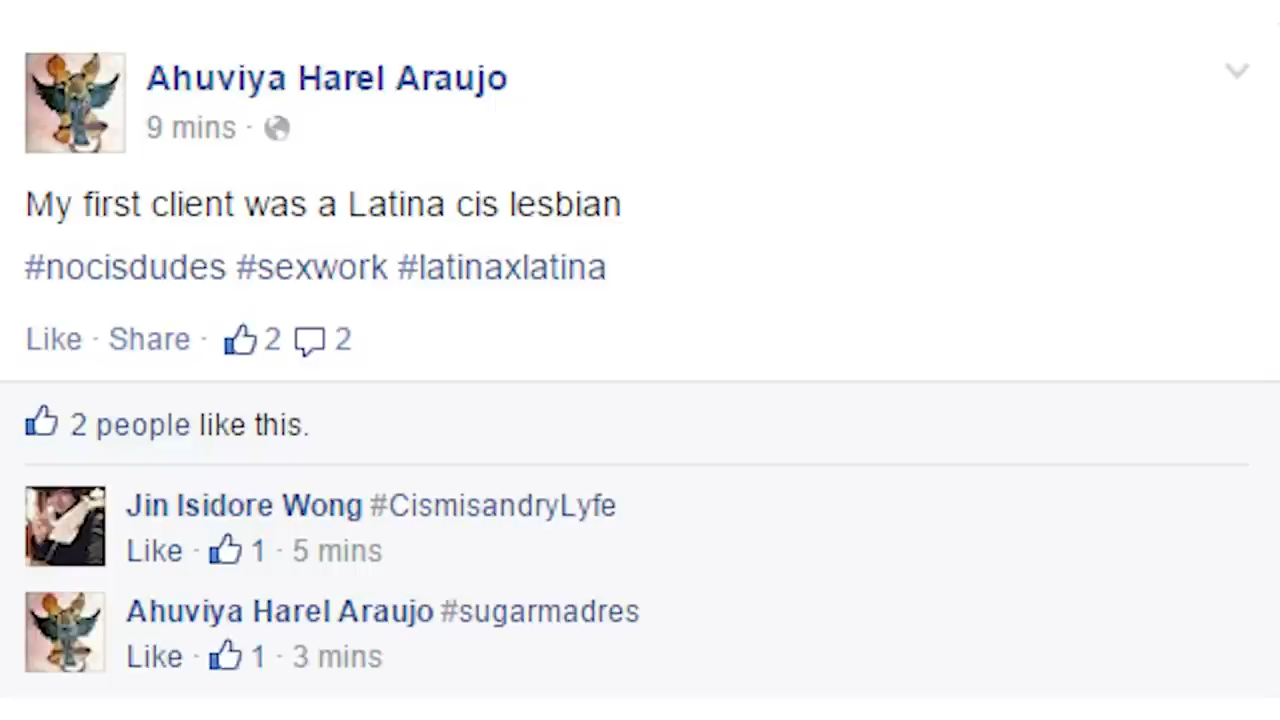 Ahuviya Harel Araujo
9 mins ·
My first client was a Latina cis lesbian
#nocisdudes #sexwork #latinaxlatina
Like · Share · 2 2
2 people like this.
Jin Isidore Wong #CismisandryLyfe
Like · 1 · 5 mins
Ahuviya Harel Araujo #sugarmadres
Like · 1 · 3 mins